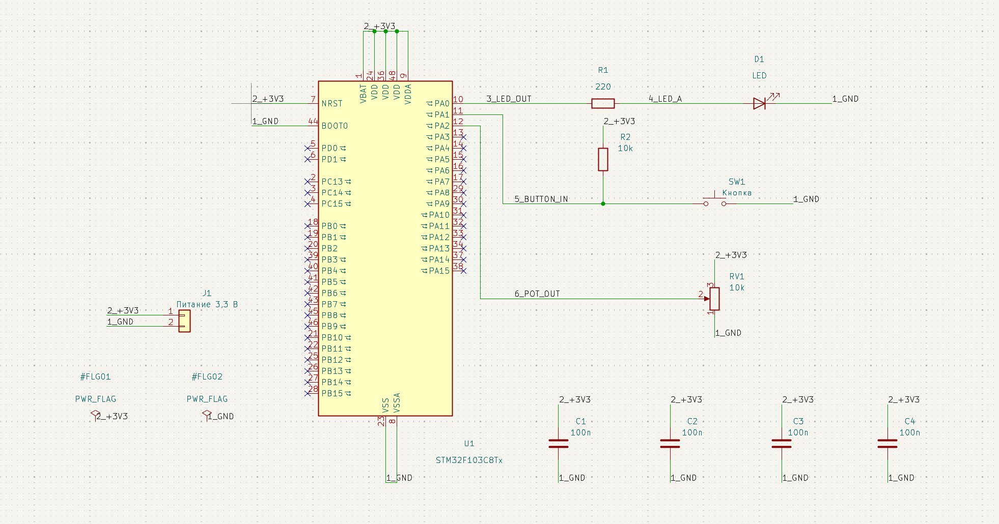 2_+3V3
1
24
36
48
9
VBAT
VDD
VDD
VDD
VDDA
2_+3V3
7
NRST
1_GND
44
BOOT0
5
PD0
6
PD1
2
PC13
3
PC14
4
PC15
18
PB0
19
PB1
20
PB2
39
PB3
40
PB4
41
PB5
42
PB6
43
PB7
45
PB8
46
PB9
21
PB10
22
PB11
25
PB12
26
PB13
27
PB14
28
PB15
PA0
10
PA1
11
PA2
12
PA3
13
PA4
14
PA5
15
PA6
16
PA7
17
PA8
29
PA9
30
PA10
31
PA11
32
PA12
33
PA13
34
PA14
37
PA15
38
VSS
VSSA
23
8
1_GND
U1
STM32F103C8Tx
3_LED_OUT
R1
220
4_LED_A
D1
LED
1_GND
2_+3V3
R2
10k
5_BUTTON_IN
SW1
Кнопка
1_GND
2_+3V3
RV1
10k
3
2
1
6_POT_OUT
1_GND
J1
Питание 3,3 В
2_+3V3
1
1_GND
2
#FLG01
PWR_FLAG
2_+3V3
#FLG02
PWR_FLAG
1_GND
2_+3V3
C1
100n
1_GND
2_+3V3
C2
100n
1_GND
2_+3V3
C3
100n
1_GND
2_+3V3
C4
100n
1_GND